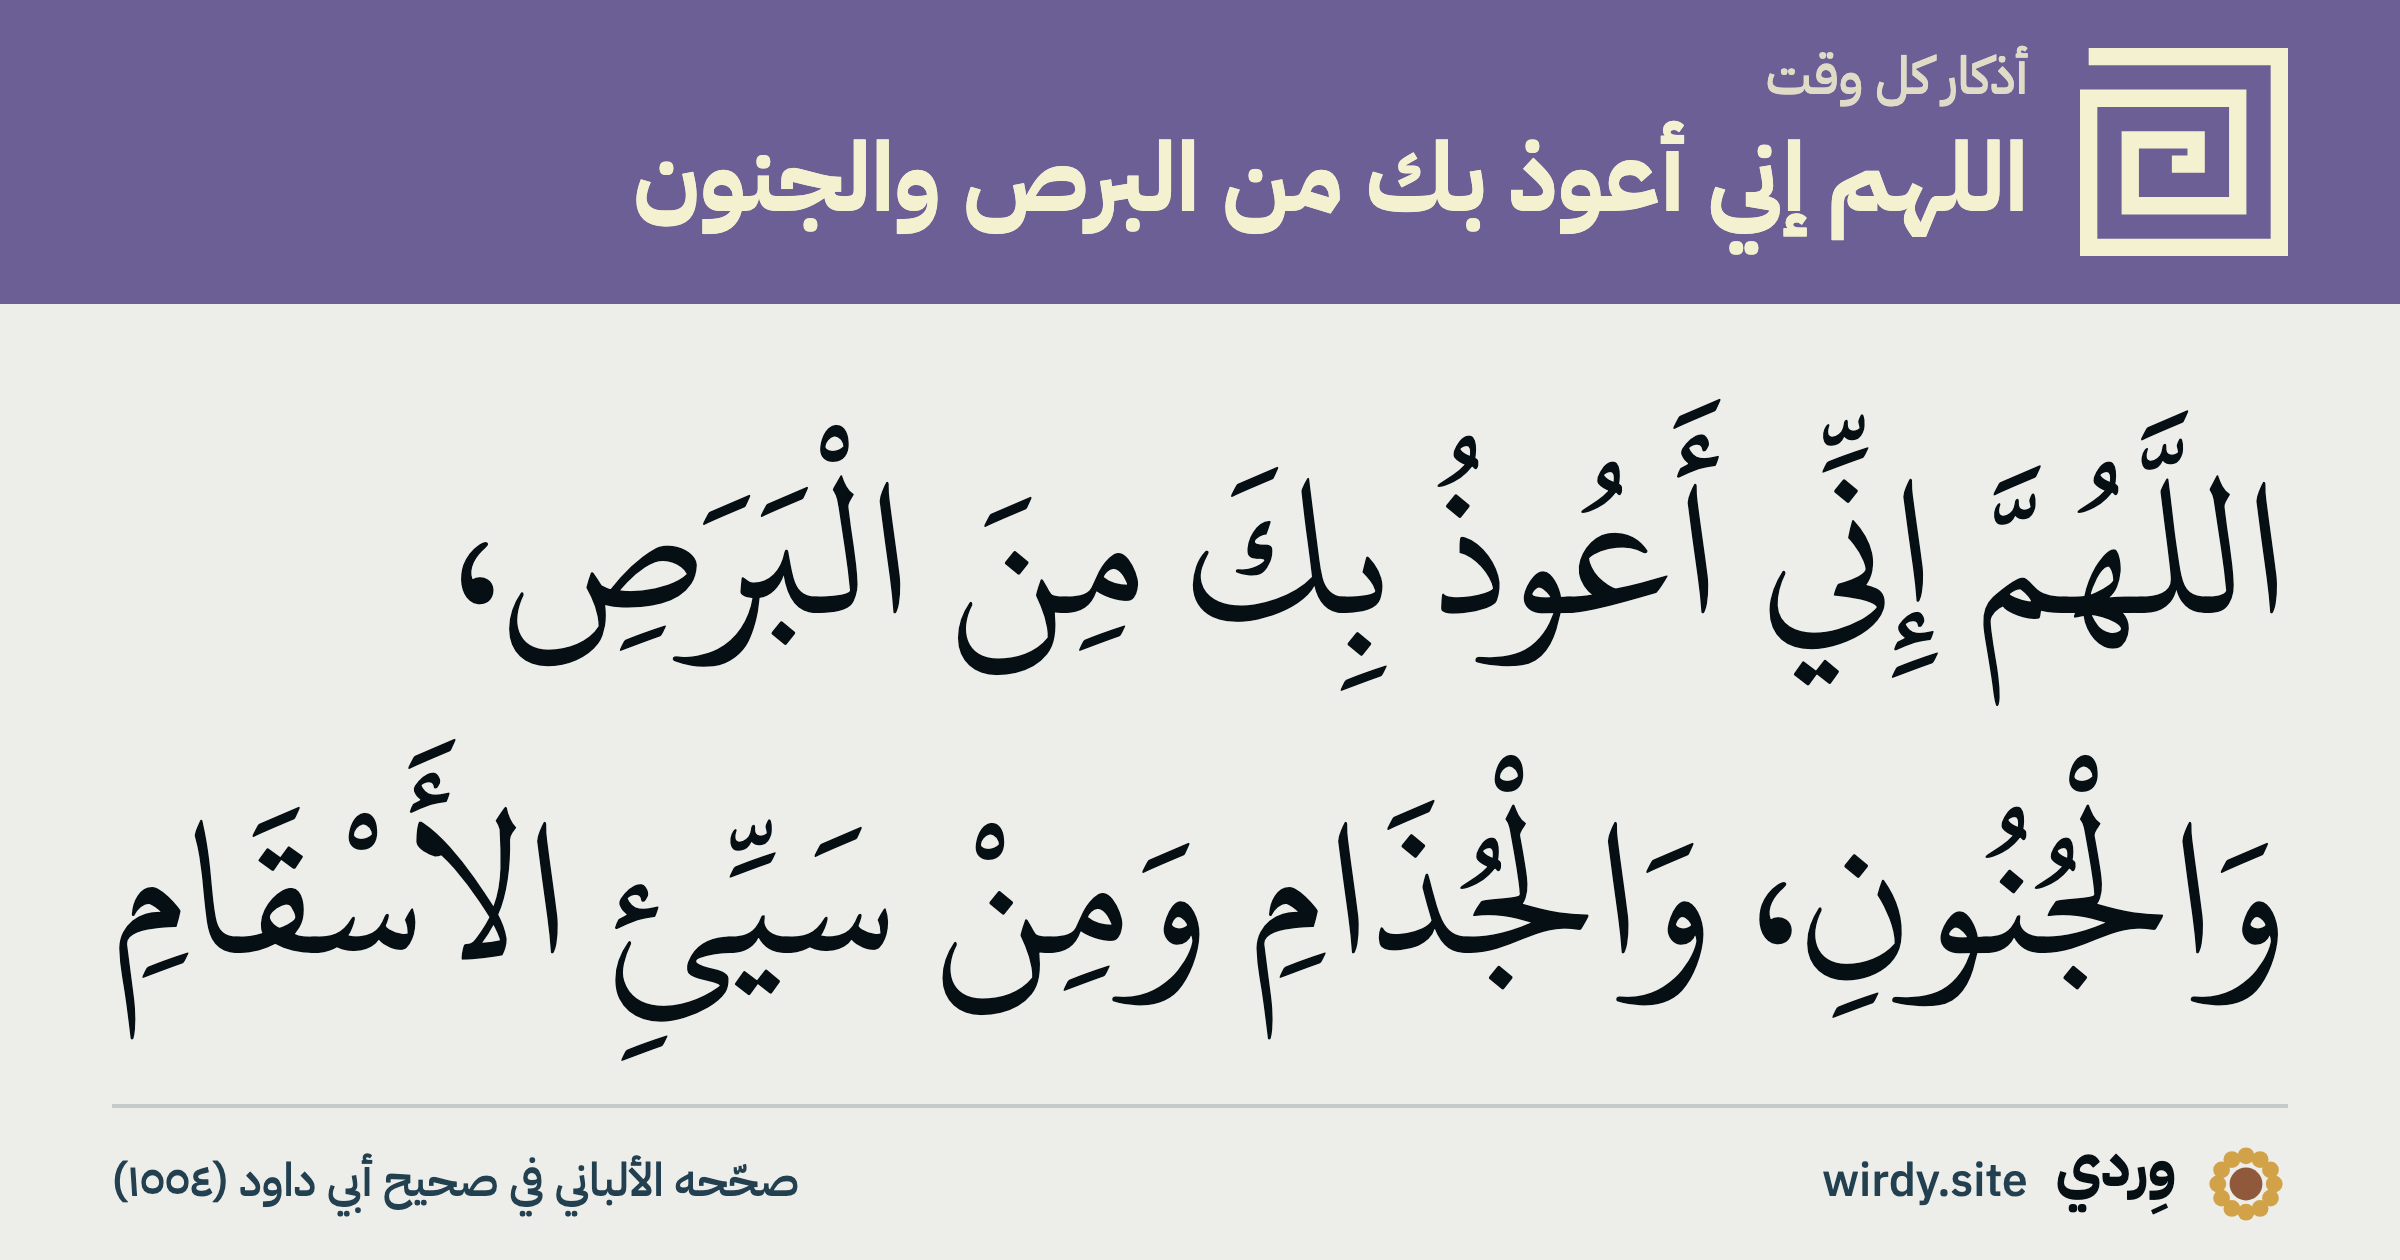 أذكار كل وقت
اللهم إني أعوذ بك من البرص والجنون
اللَّهُمَّ إِنِّي أَعُوذُ بِكَ مِنَ الْبَرَصِ،
وَالْجُنُونِ، وَالْجُذَامِ وَمِنْ سَيِّئِ الأَسْقَامِ
وِردي wirdy.site
صحّحه الألباني في صحيح أبي داود (١٥٥٤)